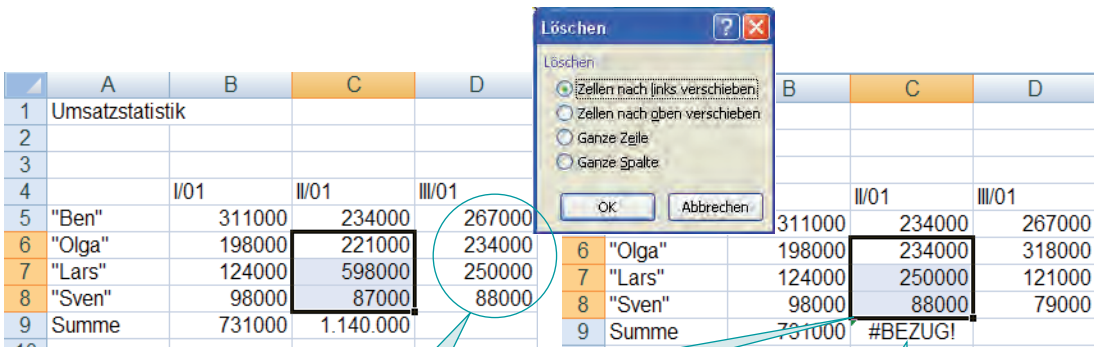 Löschen
Löschen
Zellen nach links verschieben
Zellen nach oben verschieben
Ganze Zeile
Ganze Spalte
OK Abbrechen
A B C D
1 Umsatzstatistik
2
3
4 I/01 II/01 III/01
5 "Ben" 311000 234000 267000
6 "Olga" 198000 221000 234000
7 "Lars" 124000 598000 250000
8 "Sven" 98000 87000 88000
9 Summe 731000 1.140.000
B C D
II/01 III/01
311000 234000 267000
6 "Olga" 198000 234000 318000
7 "Lars" 124000 250000 121000
8 "Sven" 98000 88000 79000
9 Summe 731000 #BEZUG!